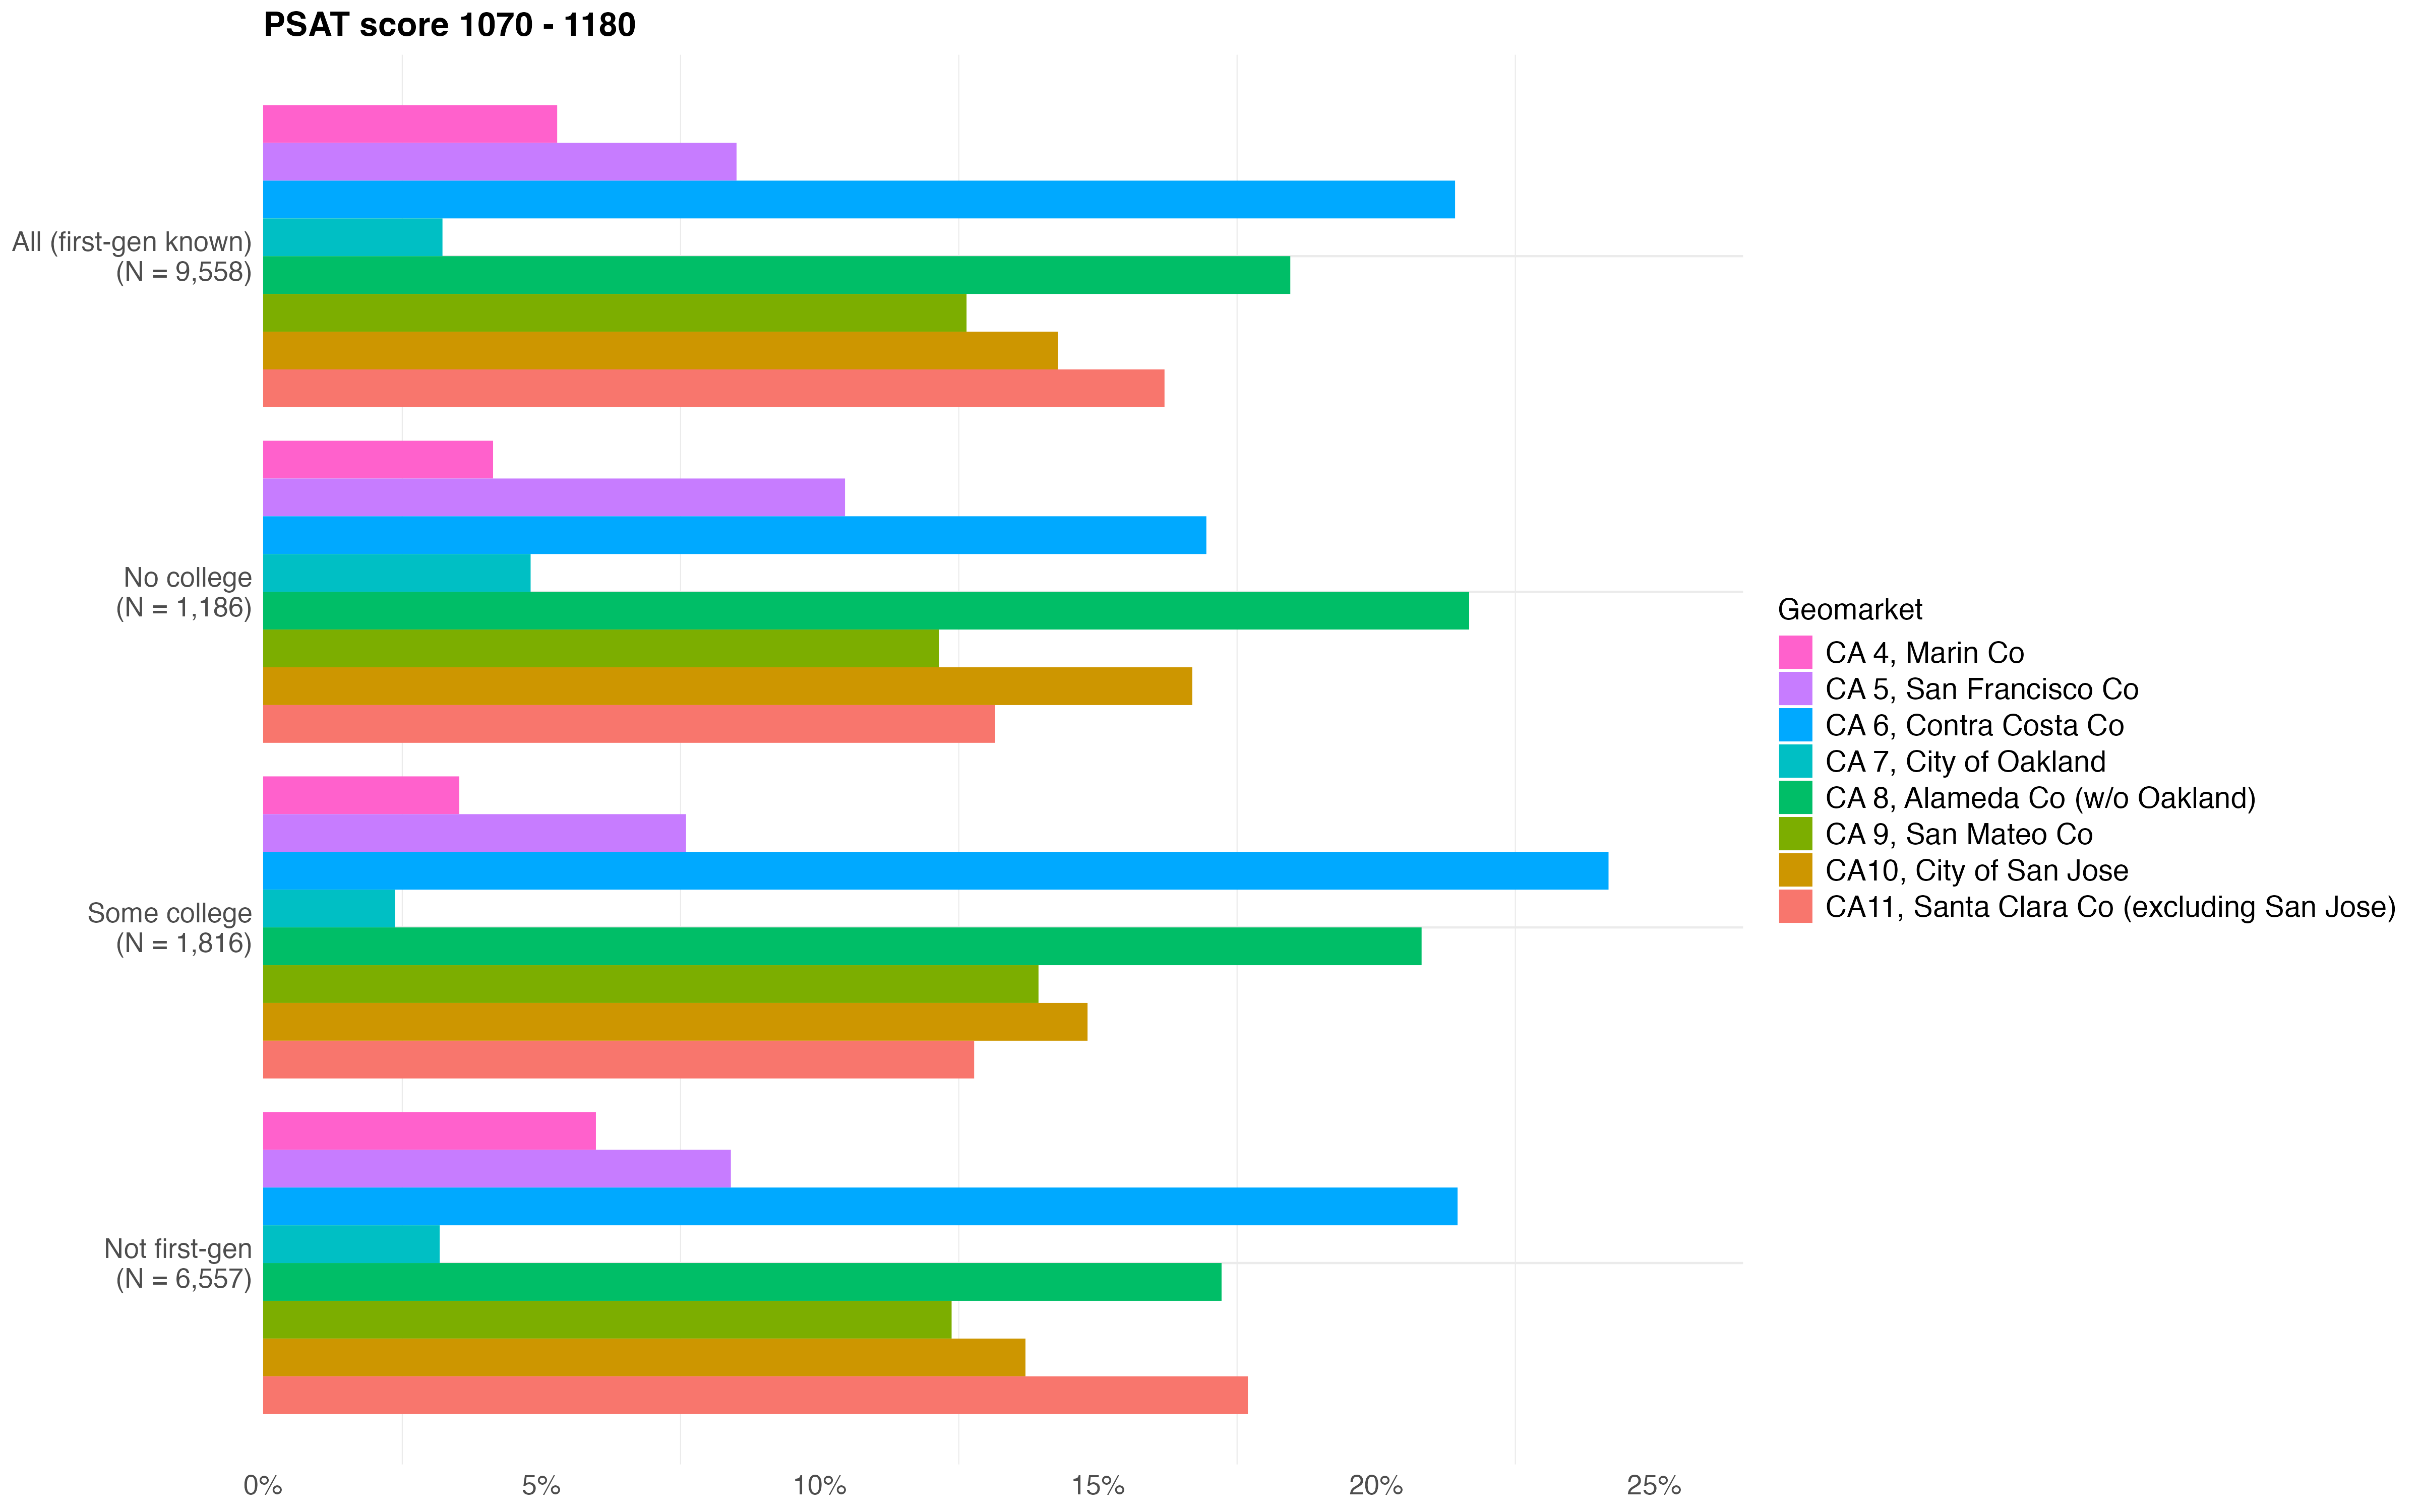 PSAT score 1070 - 1180
All (first-gen known)
(N = 9,558)
No college
(N = 1,186)
Some college
(N = 1,816)
Not first-gen
(N = 6,557)
0%
5%
10%
15%
20%
25%
Geomarket
CA 4, Marin Co
CA 5, San Francisco Co
CA 6, Contra Costa Co
CA 7, City of Oakland
CA 8, Alameda Co (w/o Oakland)
CA 9, San Mateo Co
CA10, City of San Jose
CA11, Santa Clara Co (excluding San Jose)